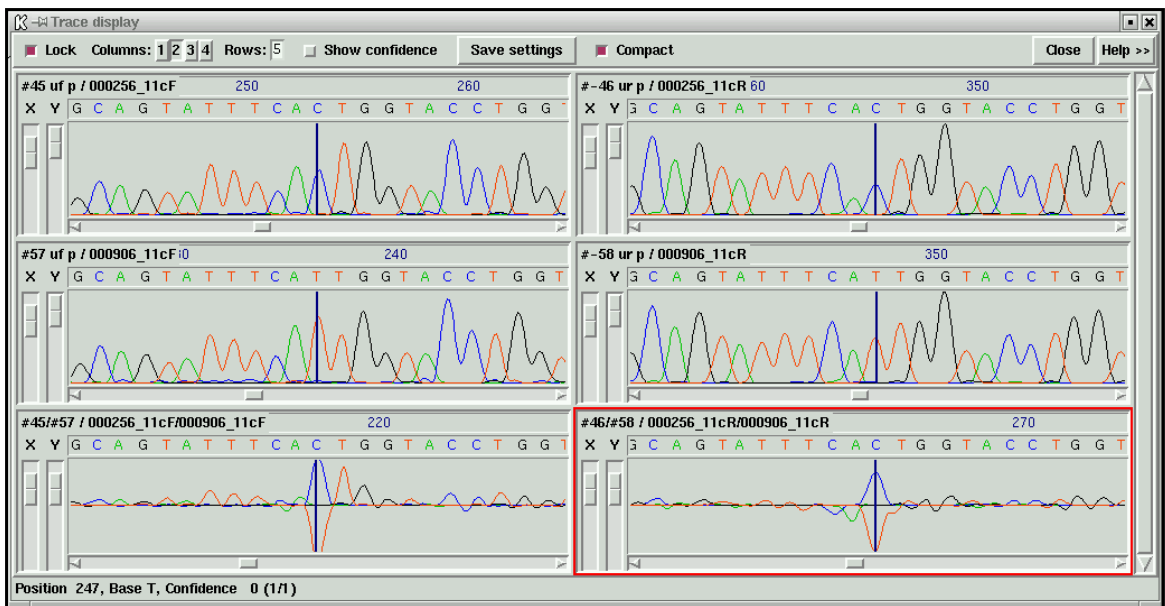 Trace display
Lock Columns: 1 2 3 4 Rows: 5 Show confidence Save settings Compact Close Help >>
#45 uf p / 000256_11cF 250 260
X Y G C A G T A T T T C A C T G G T A C C T G G
#-46 ur p / 000256_11cR 60 350
X Y G C A G T A T T T C A C T G G T A C C T G G T
#57 uf p / 000906_11cF 240
X Y G C A G T A T T T C A T T G G T A C C T G G T
#-58 ur p / 000906_11cR 350
X Y G C A G T A T T T C A T T G G T A C C T G G T
#45/#57 / 000256_11cF/000906_11cF 220
X Y G C A G T A T T T C A C T G G T A C C T G G T
#46/#58 / 000256_11cR/000906_11cR 270
X Y G C A G T A T T T C A C T G G T A C C T G G T
Position 247, Base T, Confidence 0 (1/1)